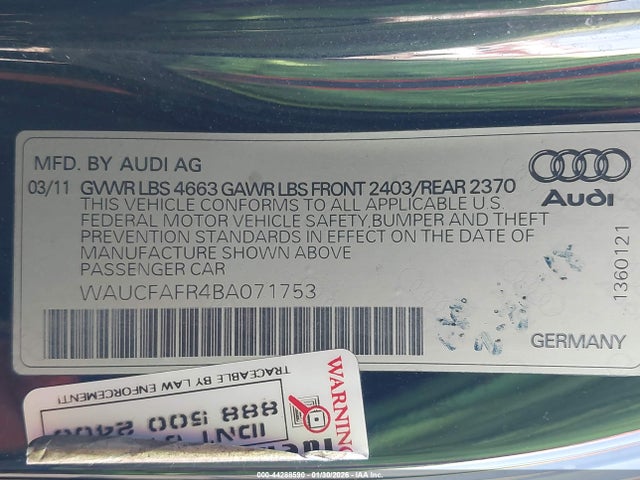 MFD. BY AUDI AG
03/11 GVWR LBS 4663 GAWR LBS FRONT 2403/REAR 2370
THIS VEHICLE CONFORMS TO ALL APPLICABLE U S
FEDERAL MOTOR VEHICLE SAFETY, BUMPER AND THEFT
PREVENTION STANDARDS IN EFFECT ON THE DATE OF
MANUFACTURE SHOWN ABOVE
PASSENGER CAR
WAUCFAFR4BA071753
Audi
1360121
GERMANY
WARNING
TRACEABLE BY LAW ENFORCEMENT
888 500
000-44288590 - 01/30/2026 - IAA Inc.